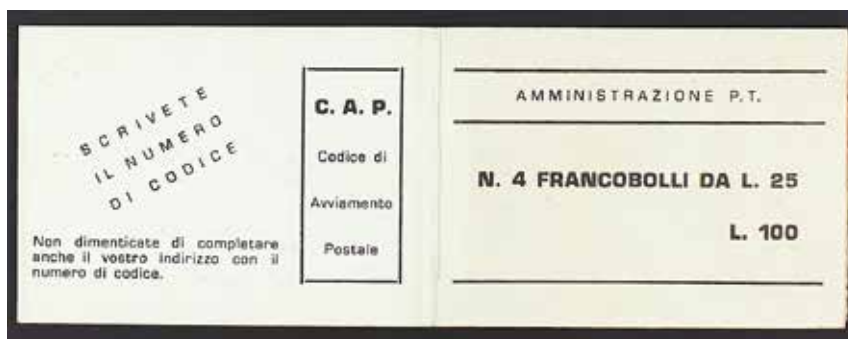 SCRIVETE
IL NUMERO
DI CODICE
Non dimenticate di completare
anche il vostro indirizzo con il
numero di codice.
C. A. P.
Codice di
Avviamento
Postale
AMMINISTRAZIONE P.T.
N. 4 FRANCOBOLLI DA L. 25
L. 100